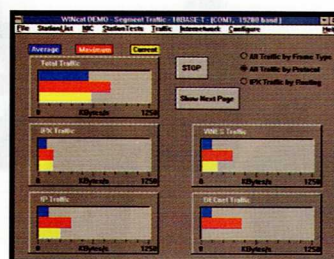 WINcat DEMO - Segment Traffic - 10BASE-T - [COM1, 19200 baud]
File StationList NIC StationTests Traffic Internetwork Configure Help
Average Maximum Current
Total Traffic
0 KBytes/s 1250
STOP
Show Next Page
All Traffic by Frame Type
All Traffic by Protocol
IPX Traffic by Routing
IPX Traffic
0 KBytes/s 1250
VINES Traffic
0 KBytes/s 1250
IP Traffic
0 KBytes/s 1250
DECnet Traffic
0 KBytes/s 1250